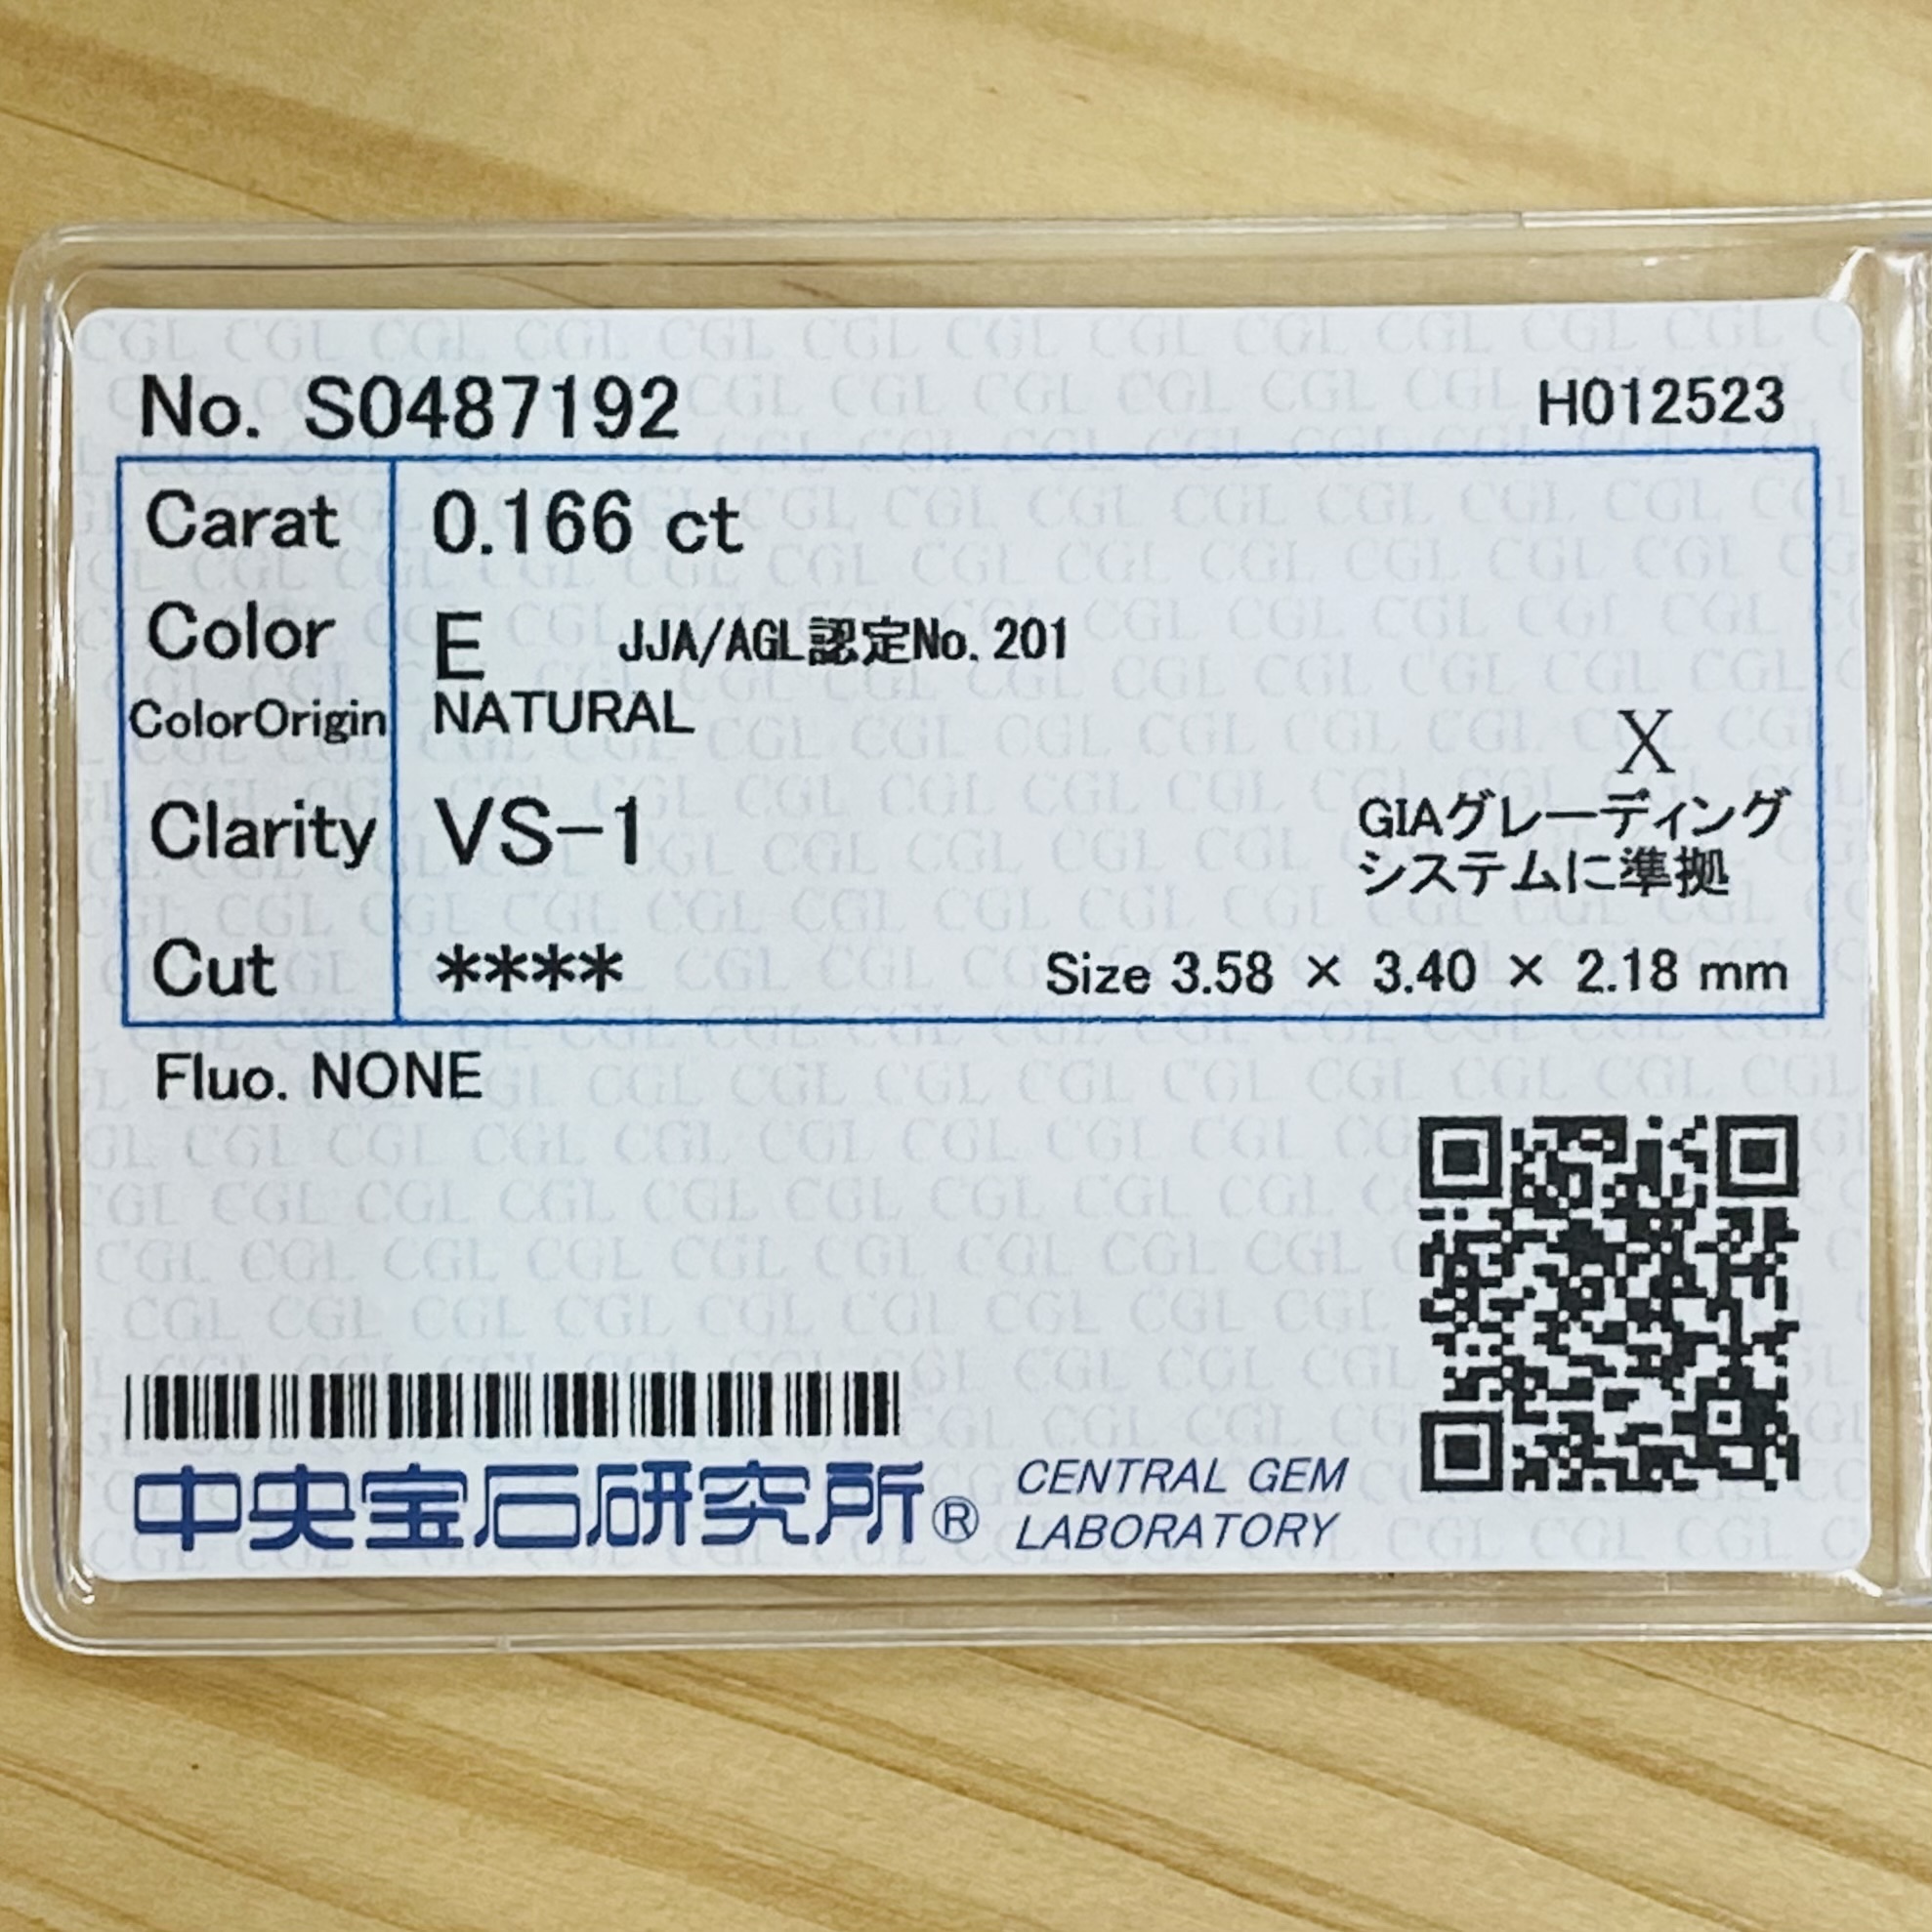 No. S0487192 H012523
Carat 0.166 ct
Color E JJA/AGL認定No.201
ColorOrigin NATURAL
X
Clarity VS-1 GIAグレーディング
システムに準拠
Cut **** Size 3.58 × 3.40 × 2.18 mm
Fluo. NONE
中央宝石研究所® CENTRAL GEM
LABORATORY